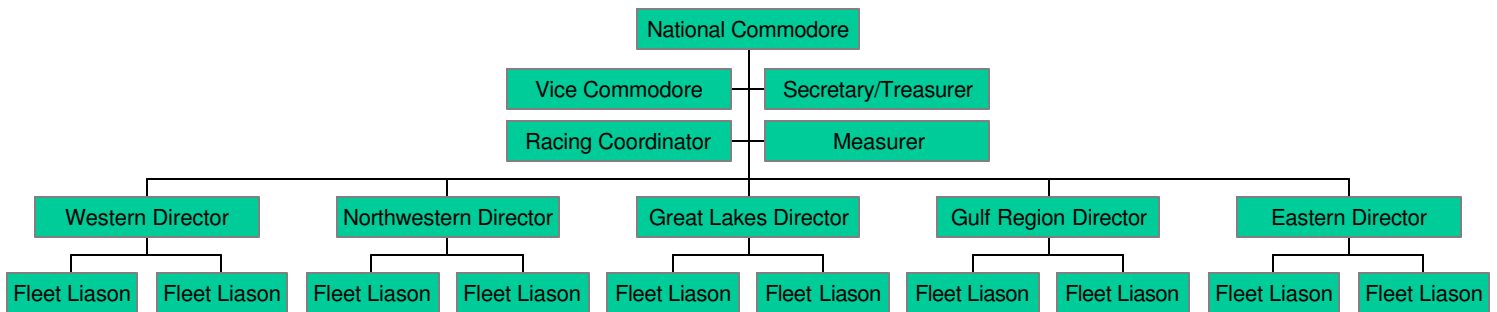 National Commodore
Vice Commodore
Secretary/Treasurer
Racing Coordinator
Measurer
Western Director
Northwestern Director
Great Lakes Director
Gulf Region Director
Eastern Director
Fleet Liason
Fleet Liason
Fleet Liason
Fleet Liason
Fleet Liason
Fleet Liason
Fleet Liason
Fleet Liason
Fleet Liason
Fleet Liason